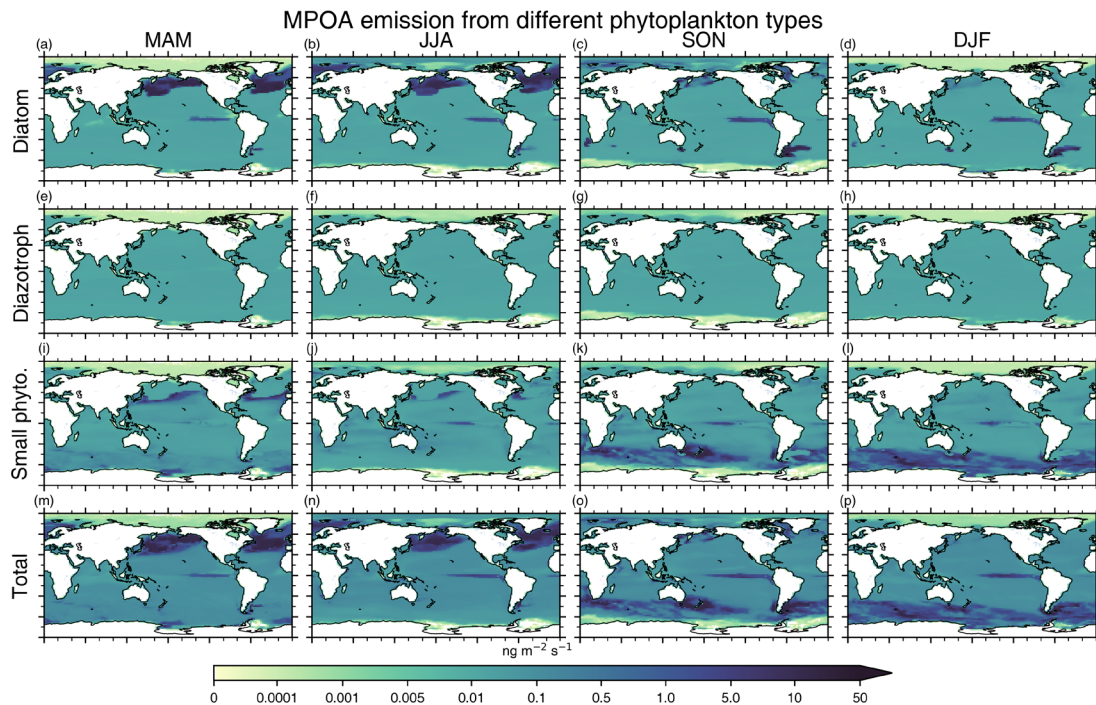 MPOA emission from different phytoplankton types
MAM JJA SON DJF
(a) (b) (c) (d)
Diatom
(e) (f) (g) (h)
Diazotroph
(i) (j) (k) (l)
Small phyto.
(m) (n) (o) (p)
Total
ng m⁻² s⁻¹
0 0.0001 0.001 0.005 0.01 0.1 0.5 1.0 5.0 10 50